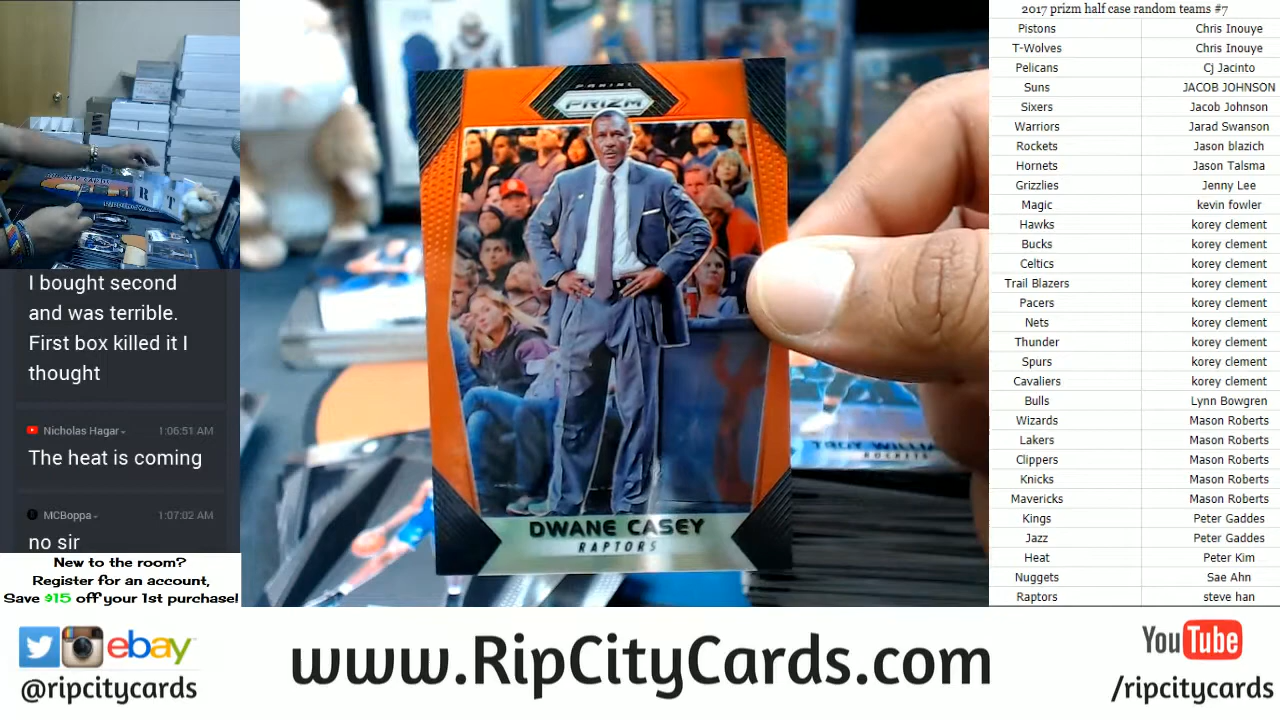 2017 prizm half case random teams #7
Pistons Chris Inouye
T-Wolves Chris Inouye
Pelicans Cj Jacinto
Suns JACOB JOHNSON
Sixers Jacob Johnson
Warriors Jarad Swanson
Rockets Jason blazich
Hornets Jason Talsma
Grizzlies Jenny Lee
Magic kevin fowler
Hawks korey clement
Bucks korey clement
Celtics korey clement
Trail Blazers korey clement
Pacers korey clement
Nets korey clement
Thunder korey clement
Spurs korey clement
Cavaliers korey clement
Bulls Lynn Bowgren
Wizards Mason Roberts
Lakers Mason Roberts
Clippers Mason Roberts
Knicks Mason Roberts
Mavericks Mason Roberts
Kings Peter Gaddes
Jazz Peter Gaddes
Heat Peter Kim
Nuggets Sae Ahn
Raptors steve han
PANINI
PRIZM
DWANE CASEY
RAPTORS
TROY
ROCKETS
I bought second
and was terrible.
First box killed it I
thought
Nicholas Hagar 1:06:51 AM
The heat is coming
MCBoppa 1:07:02 AM
no sir
New to the room?
Register for an account,
Save $15 off your 1st purchase!
ebay
@ripcitycards
www.RipCityCards.com
YouTube
/ripcitycards